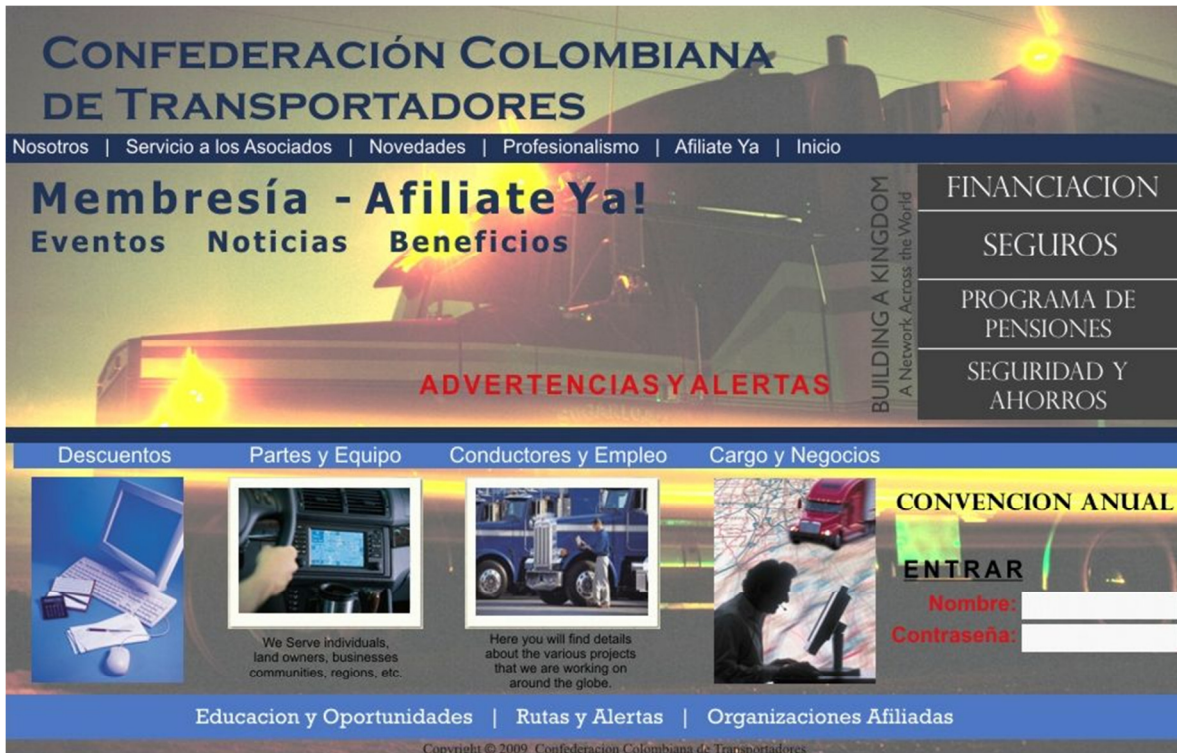 CONFEDERACIÓN COLOMBIANA
DE TRANSPORTADORES
Nosotros | Servicio a los Asociados | Novedades | Profesionalismo | Afiliate Ya | Inicio
Membresía - Afiliate Ya!
Eventos Noticias Beneficios
ADVERTENCIAS Y ALERTAS
BUILDING A KINGDOM
A Network Across the World
FINANCIACION
SEGUROS
PROGRAMA DE
PENSIONES
SEGURIDAD Y
AHORROS
Descuentos Partes y Equipo Conductores y Empleo Cargo y Negocios
We Serve individuals,
land owners, businesses
communities, regions, etc.
Here you will find details
about the various projects
that we are working on
around the globe.
CONVENCION ANUAL
ENTRAR
Nombre:
Contraseña:
Educacion y Oportunidades | Rutas y Alertas | Organizaciones Afiliadas
Copyright © 2009 Confederacion Colombiana de Transportadores